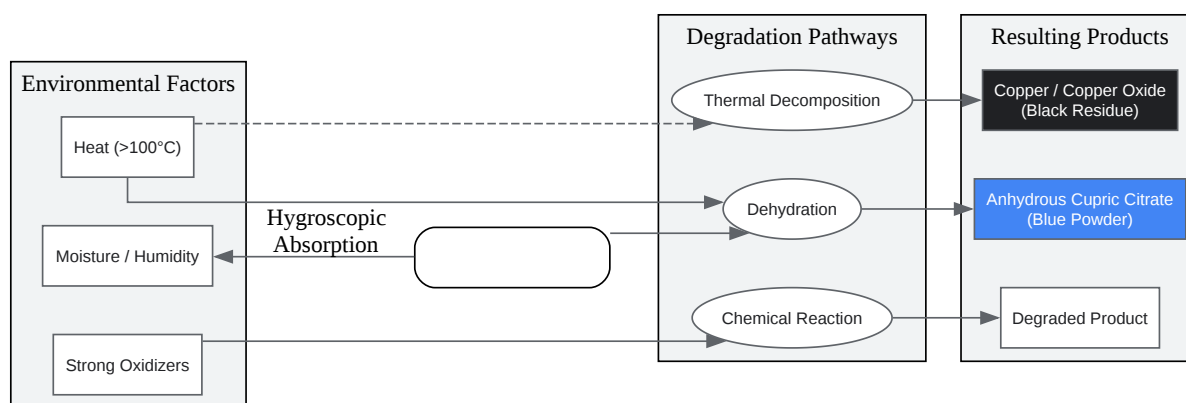 Environmental Factors
Heat (>100°C)
Moisture / Humidity
Strong Oxidizers
Hygroscopic
Absorption
Degradation Pathways
Thermal Decomposition
Dehydration
Chemical Reaction
Resulting Products
Copper / Copper Oxide
(Black Residue)
Anhydrous Cupric Citrate
(Blue Powder)
Degraded Product